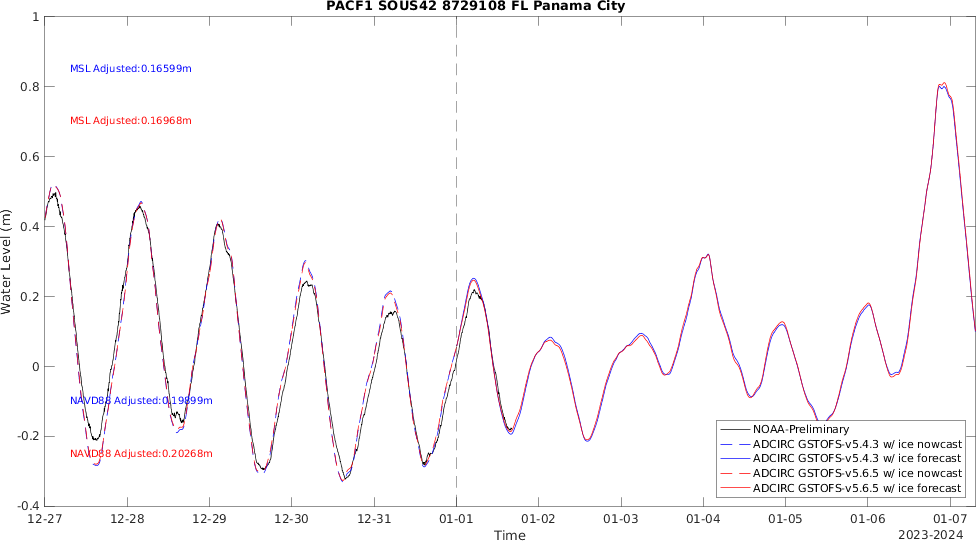 PACF1 SOUS42 8729108 FL Panama City
1
0.8
0.6
0.4
0.2
0
-0.2
-0.4
Water Level (m)
MSL Adjusted:0.16599m
MSL Adjusted:0.16968m
NAVD88 Adjusted:0.19899m
NAVD88 Adjusted:0.20268m
NOAA-Preliminary
ADCIRC GSTOFS-v5.4.3 w/ ice nowcast
ADCIRC GSTOFS-v5.4.3 w/ ice forecast
ADCIRC GSTOFS-v5.6.5 w/ ice nowcast
ADCIRC GSTOFS-v5.6.5 w/ ice forecast
12-27 12-28 12-29 12-30 12-31 01-01 01-02 01-03 01-04 01-05 01-06 01-07
Time
2023-2024